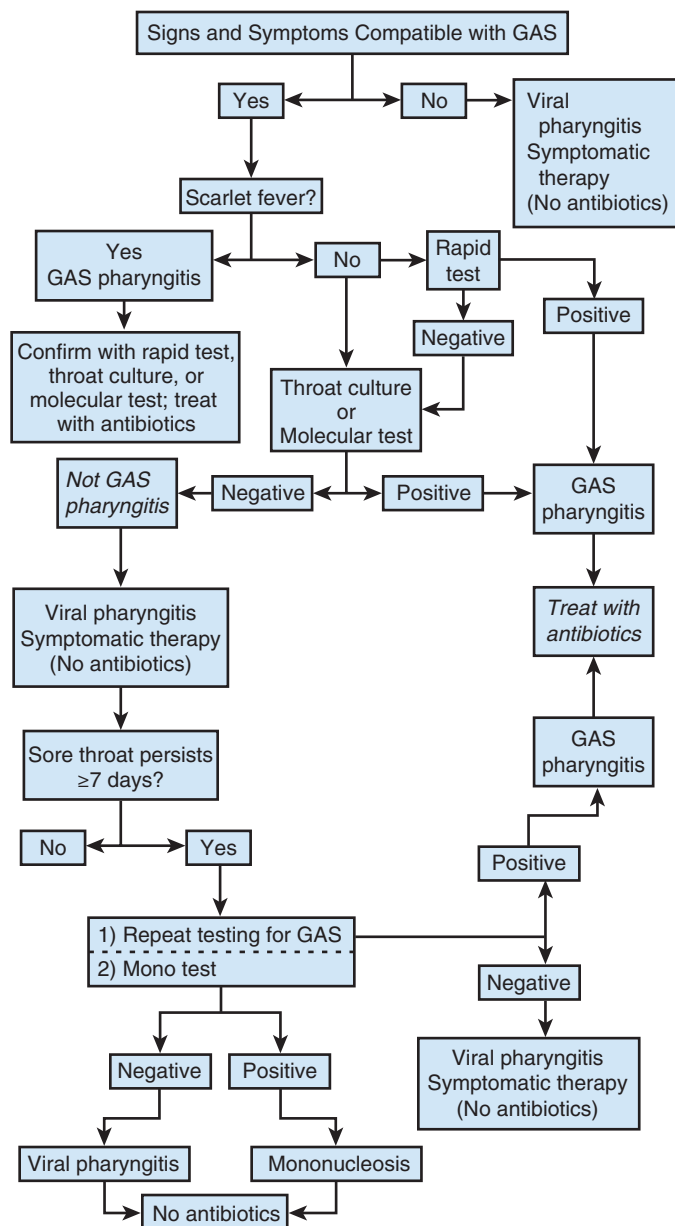 Signs and Symptoms Compatible with GAS
Yes
No
Viral
pharyngitis
Symptomatic
therapy
(No antibiotics)
Scarlet fever?
Yes
GAS pharyngitis
No
Rapid
test
Positive
Negative
Confirm with rapid test,
throat culture, or
molecular test; treat
with antibiotics
Throat culture
or
Molecular test
Not GAS
pharyngitis
Negative
Positive
GAS
pharyngitis
Viral pharyngitis
Symptomatic therapy
(No antibiotics)
Treat with
antibiotics
Sore throat persists
≥7 days?
GAS
pharyngitis
No
Yes
Positive
1) Repeat testing for GAS
2) Mono test
Negative
Negative
Positive
Viral pharyngitis
Symptomatic therapy
(No antibiotics)
Viral pharyngitis
Mononucleosis
No antibiotics